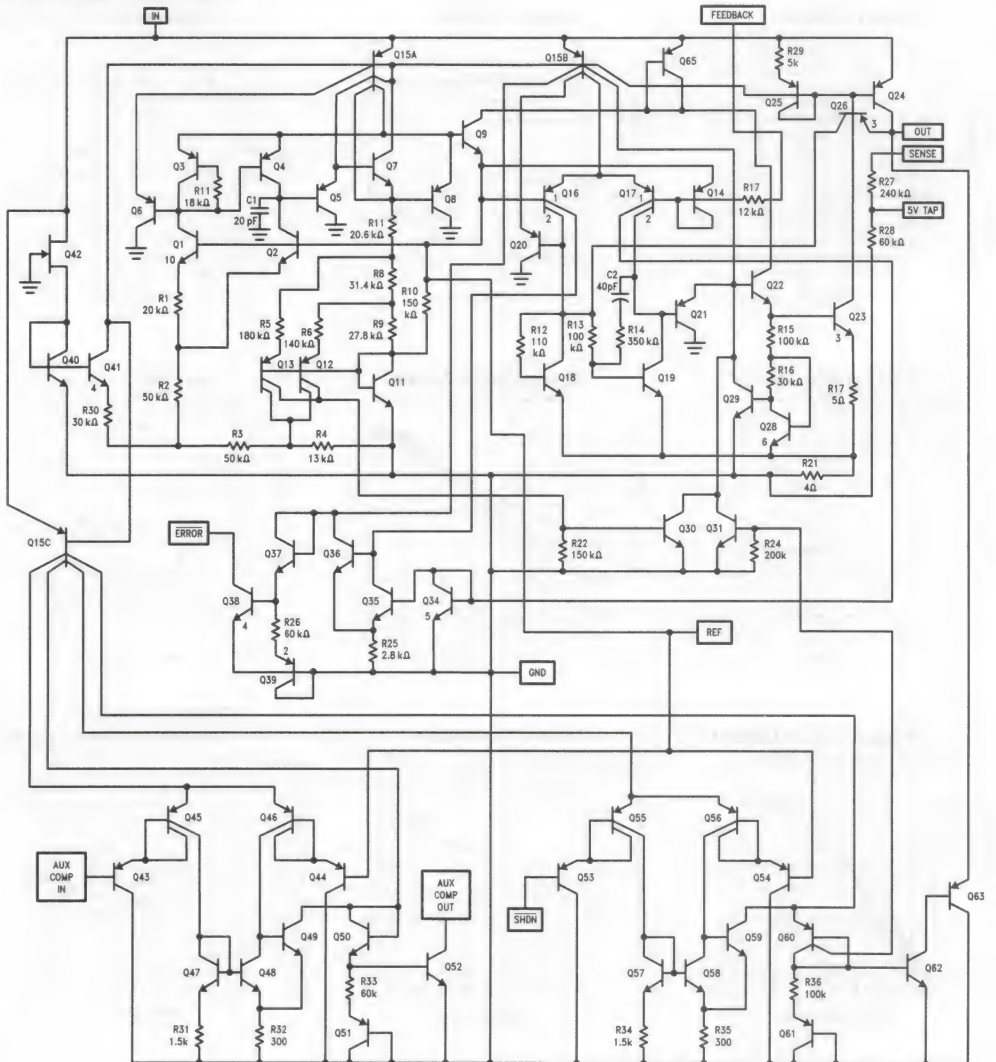 IN
FEEDBACK
Q15A
Q15B
Q65
R29
5k
Q25
Q26
Q24
3
OUT
SENSE
R27
240 kΩ
5V TAP
R28
60 kΩ
Q9
Q3
Q4
R11
18 kΩ
Q6
C1
20 pF
Q5
Q7
Q8
Q16
1
2
Q17
1
2
Q14
R17
12 kΩ
Q1
10
Q2
R11
20.6 kΩ
Q20
Q42
R1
20 kΩ
R8
31.4 kΩ
R10
150
kΩ
C2
40pF
Q21
Q22
Q23
3
R5
180 kΩ
R6
140 kΩ
R9
27.8 kΩ
R12
110
kΩ
R13
100
kΩ
R14
350kΩ
R15
100 kΩ
Q40
Q41
4
R2
50 kΩ
Q13
Q12
Q11
Q18
Q19
Q29
R16
30 kΩ
R17
5Ω
R30
30 kΩ
Q28
6
R3
50 kΩ
R4
13 kΩ
R21
4Ω
Q15C
ERROR
Q37
Q36
R22
150 kΩ
Q30
Q31
R24
200k
Q38
4
Q35
Q34
5
R26
60 kΩ
R25
2.8 kΩ
2
Q39
REF
GND
Q45
Q46
Q55
Q56
AUX
COMP
IN
Q43
Q44
AUX
COMP
OUT
Q53
SHDN
Q54
Q63
Q49
Q50
Q59
Q60
Q47
Q48
Q52
Q57
Q58
Q62
R33
60k
R36
100k
R31
1.5k
R32
300
Q51
R34
1.5k
R35
300
Q61